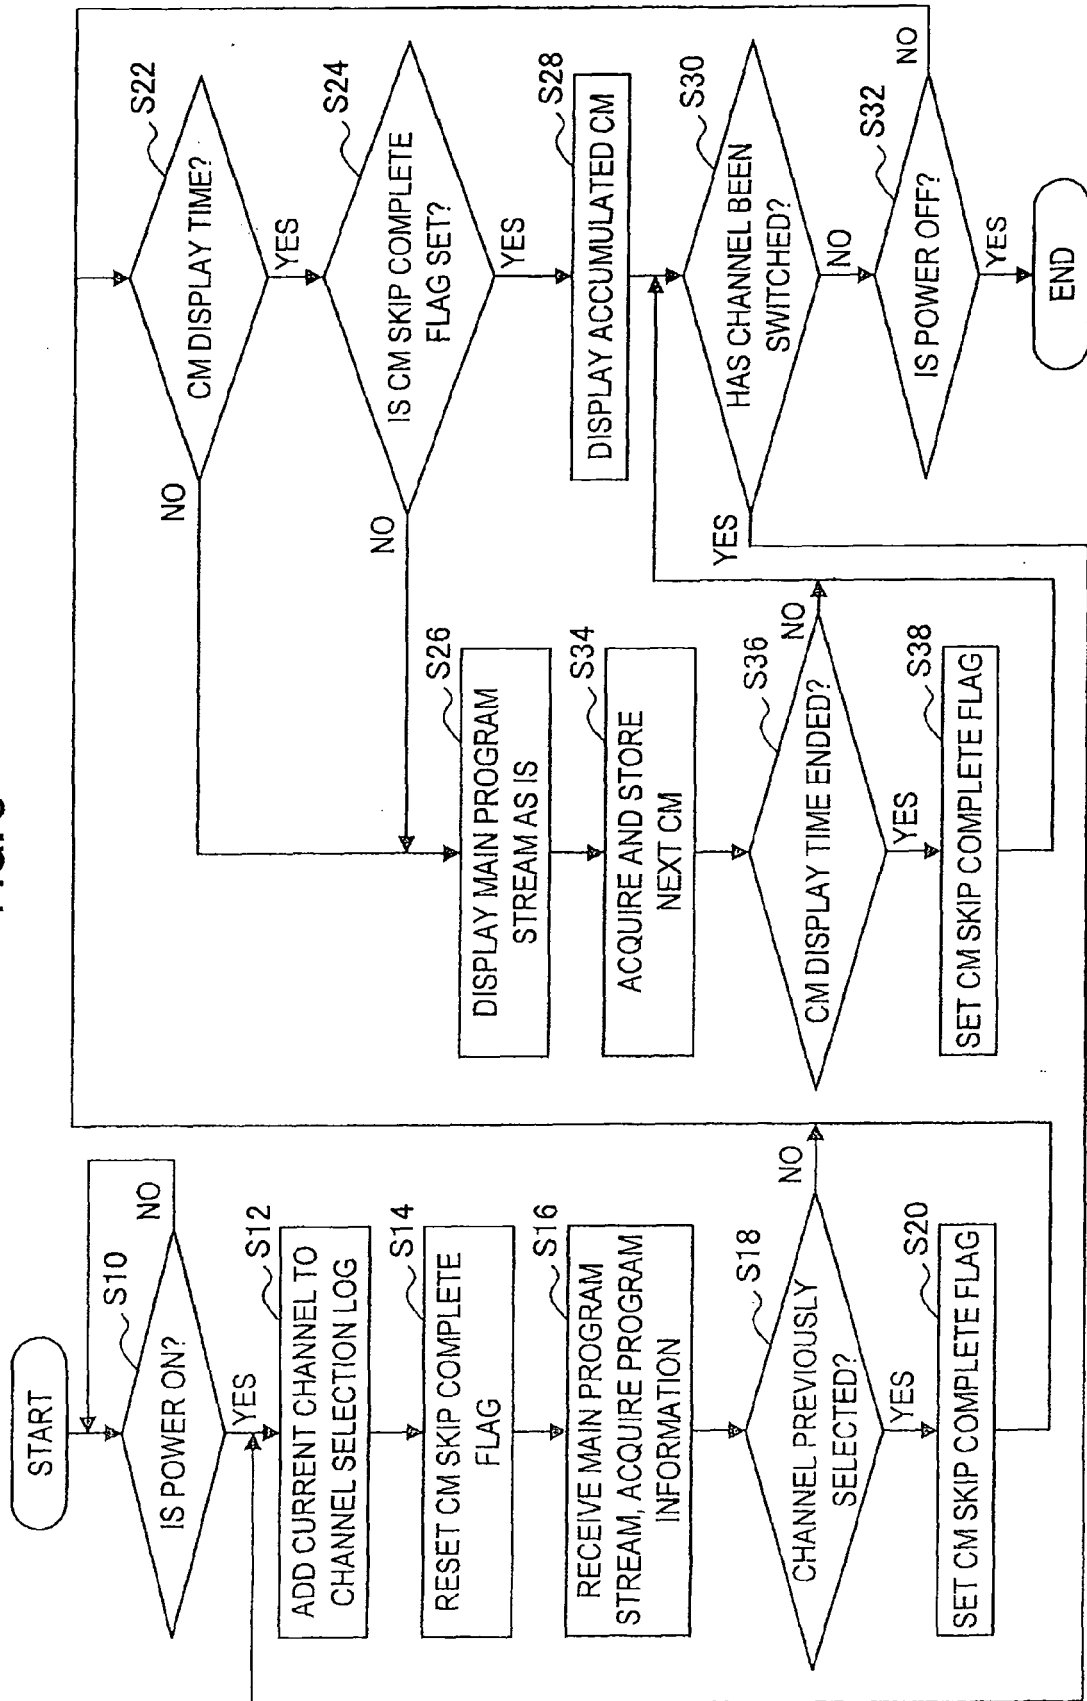 START
S10
IS POWER ON?
NO
YES
S12
ADD CURRENT CHANNEL TO
CHANNEL SELECTION LOG
S14
RESET CM SKIP COMPLETE
FLAG
S16
RECEIVE MAIN PROGRAM
STREAM, ACQUIRE PROGRAM
INFORMATION
S18
CHANNEL PREVIOUSLY
SELECTED?
NO
YES
S20
SET CM SKIP COMPLETE FLAG
S22
CM DISPLAY TIME?
NO
YES
S24
IS CM SKIP COMPLETE
FLAG SET?
NO
YES
S26
DISPLAY MAIN PROGRAM
STREAM AS IS
S34
ACQUIRE AND STORE
NEXT CM
S36
CM DISPLAY TIME ENDED?
NO
YES
S38
SET CM SKIP COMPLETE FLAG
S28
DISPLAY ACCUMULATED CM
S30
HAS CHANNEL BEEN
SWITCHED?
YES
NO
S32
IS POWER OFF?
NO
YES
END